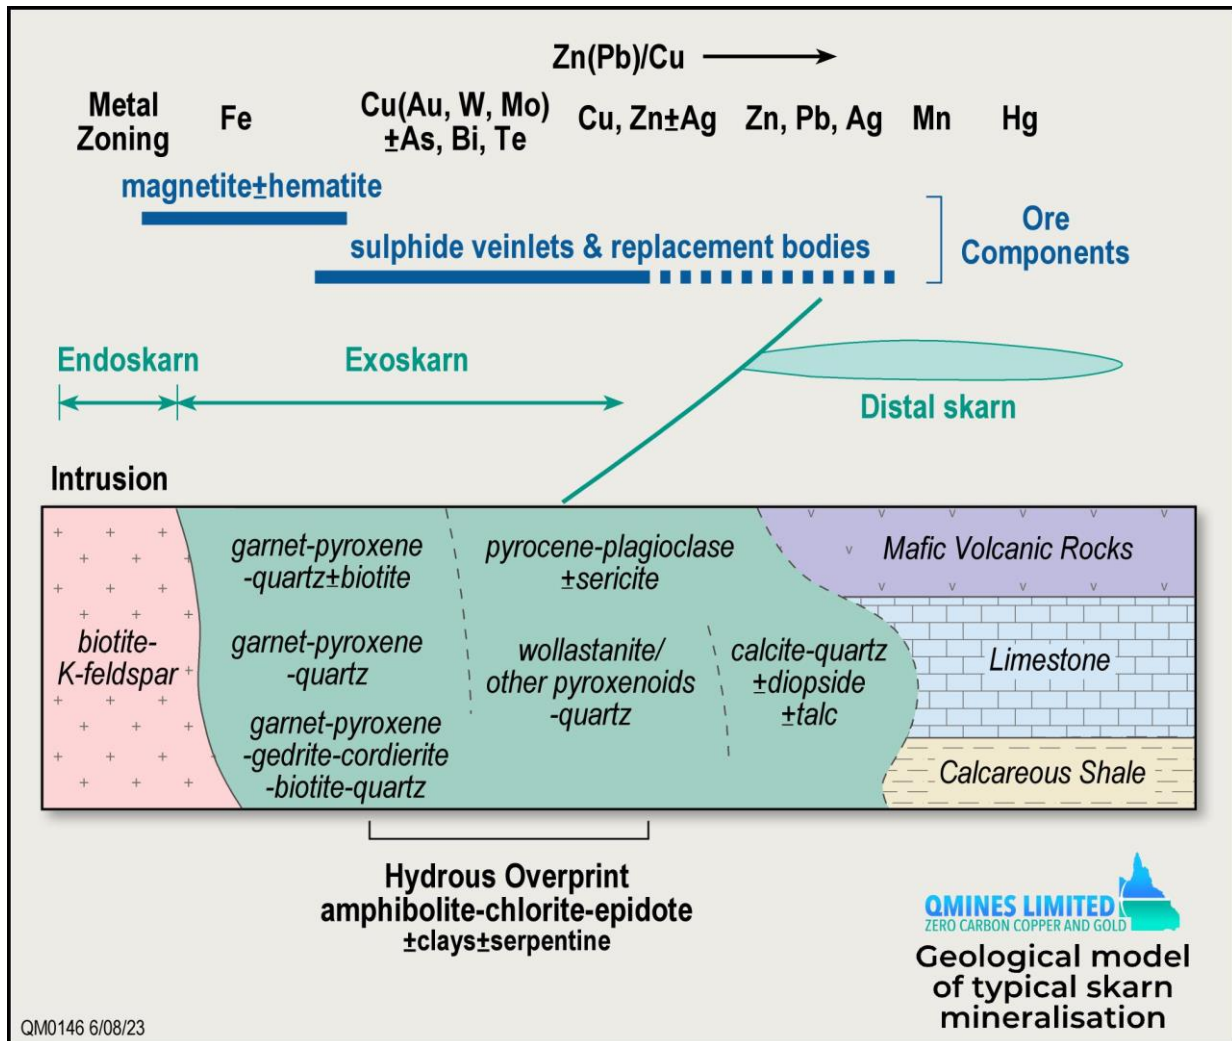 Zn(Pb)/Cu
Metal
Zoning
Fe
Cu(Au, W, Mo)
±As, Bi, Te
Cu, Zn±Ag
Zn, Pb, Ag
Mn
Hg
magnetite±hematite
sulphide veinlets & replacement bodies
Ore
Components
Endoskarn
Exoskarn
Distal skarn
Intrusion
biotite-
K-feldspar
garnet-pyroxene
-quartz±biotite
garnet-pyroxene
-quartz
garnet-pyroxene
-gedrite-cordierite
-biotite-quartz
pyrocene-plagioclase
±sericite
wollastanite/
other pyroxenoids
-quartz
calcite-quartz
±diopside
±talc
Mafic Volcanic Rocks
Limestone
Calcareous Shale
Hydrous Overprint
amphibolite-chlorite-epidote
±clays±serpentine
QMINES LIMITED
ZERO CARBON COPPER AND GOLD
Geological model
of typical skarn
mineralisation
QM0146 6/08/23